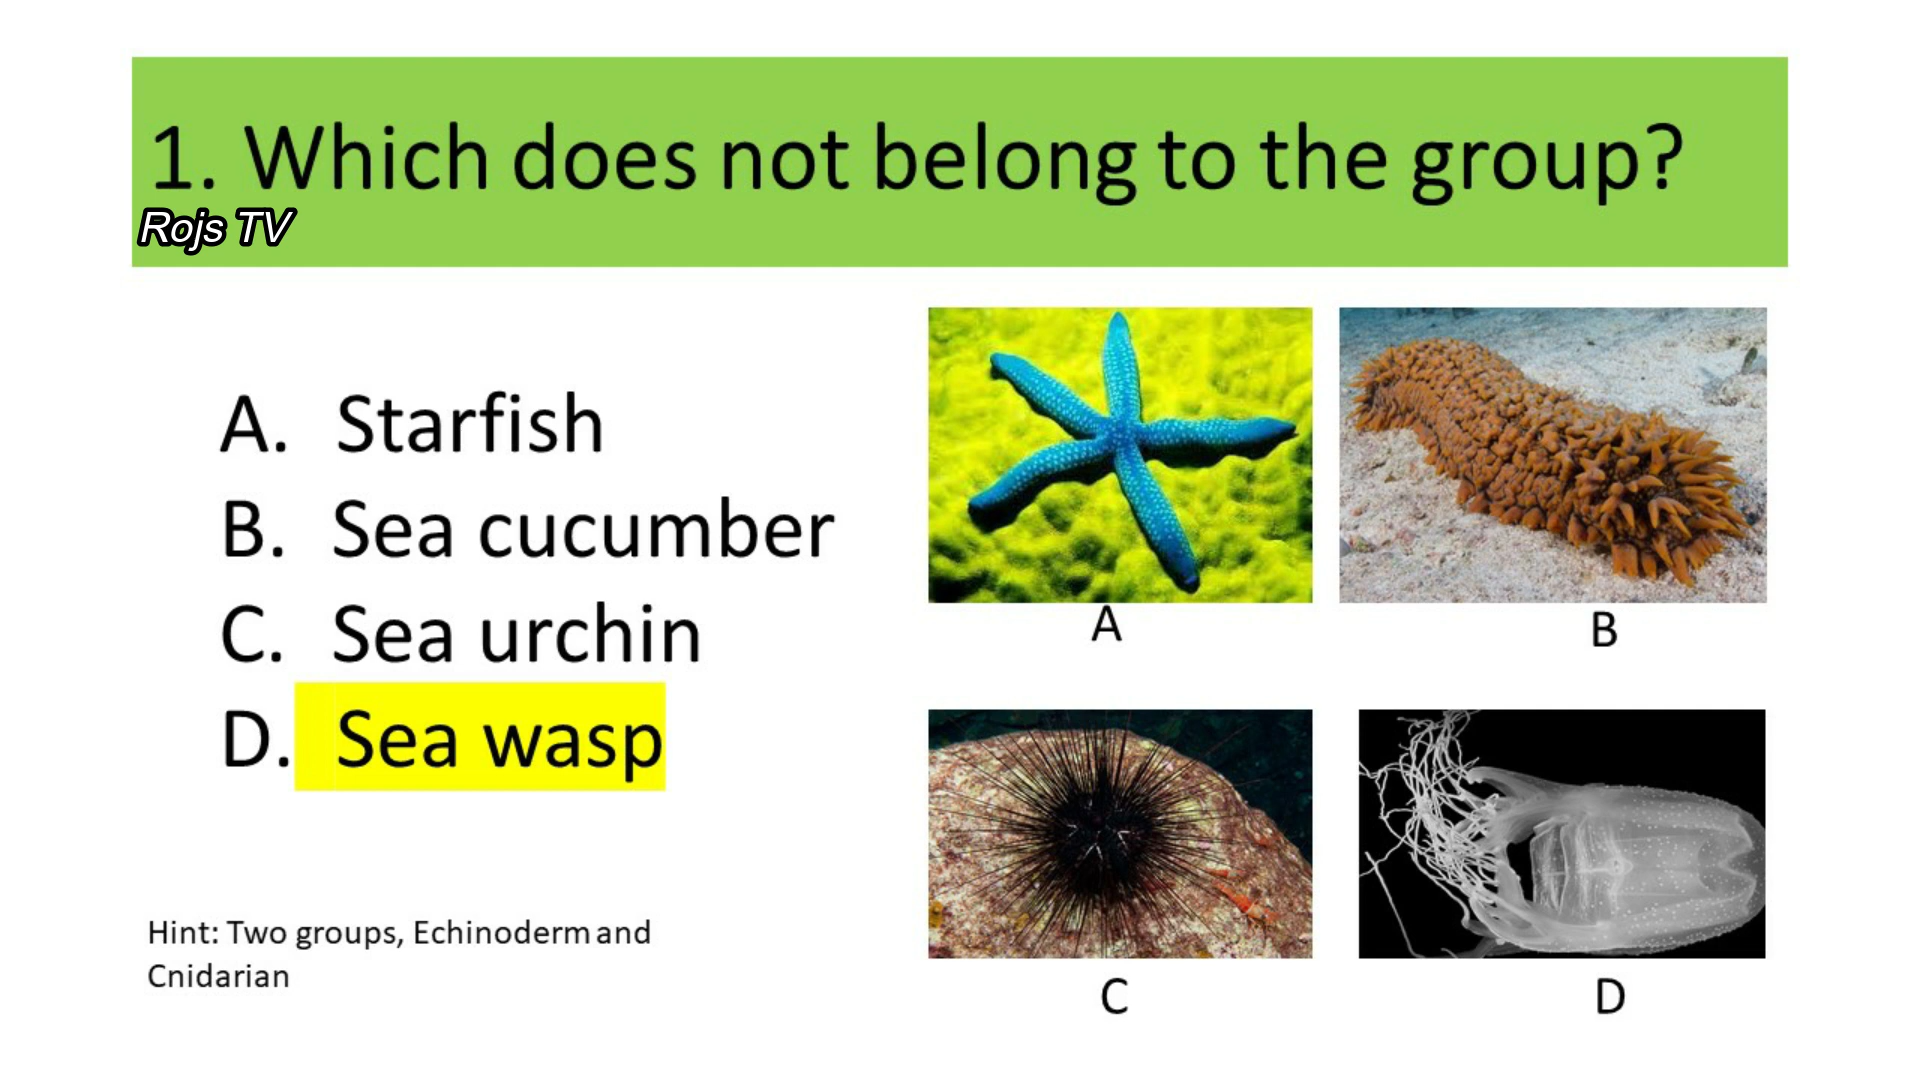 1. Which does not belong to the group?
Rojs TV
A. Starfish
B. Sea cucumber
C. Sea urchin
D. Sea wasp
A
B
C
D
Hint: Two groups, Echinoderm and
Cnidarian